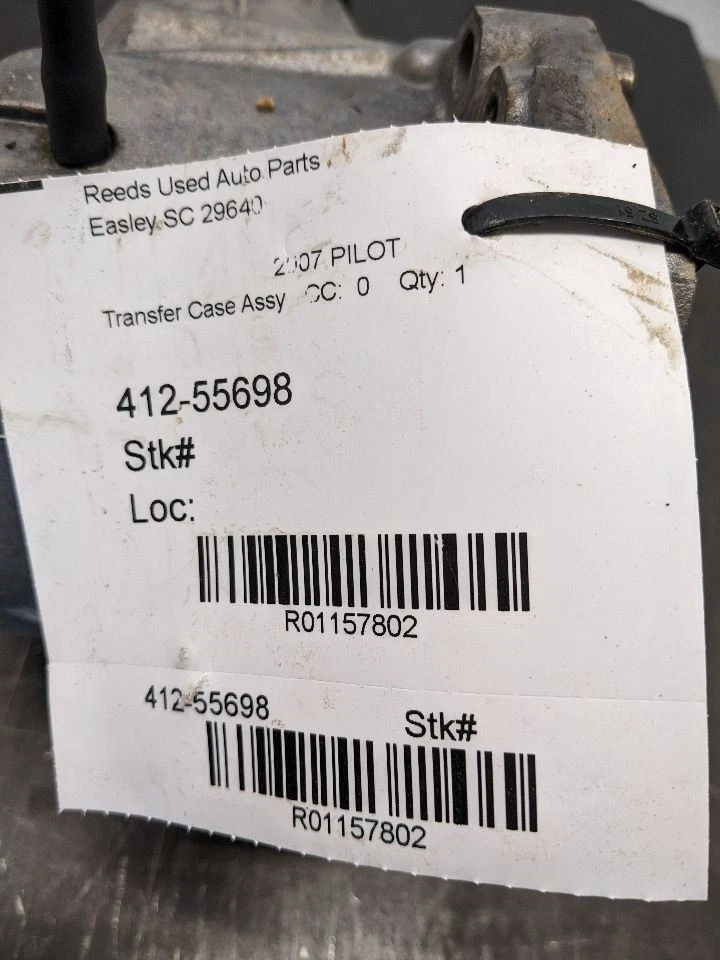 Reeds Used Auto Parts
Easley SC 29640
2007 PILOT
Transfer Case Assy CC: 0 Qty: 1
412-55698
Stk#
Loc:
R01157802
412-55698 Stk#
R01157802